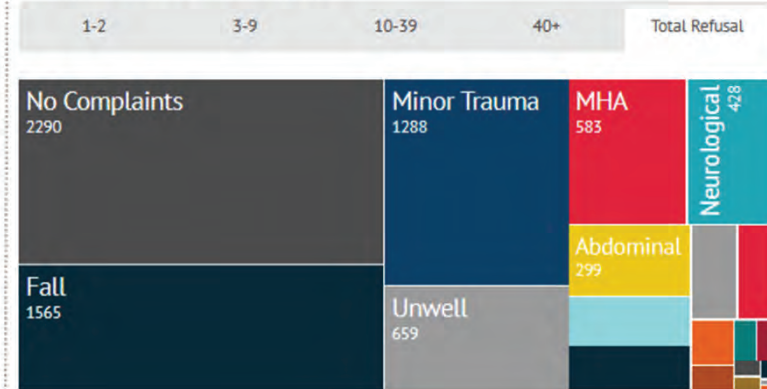 1-2 3-9 10-39 40+ Total Refusal
No Complaints
2290
Minor Trauma
1288
MHA
583
Neurological
428
Abdominal
299
Fall
1565
Unwell
659